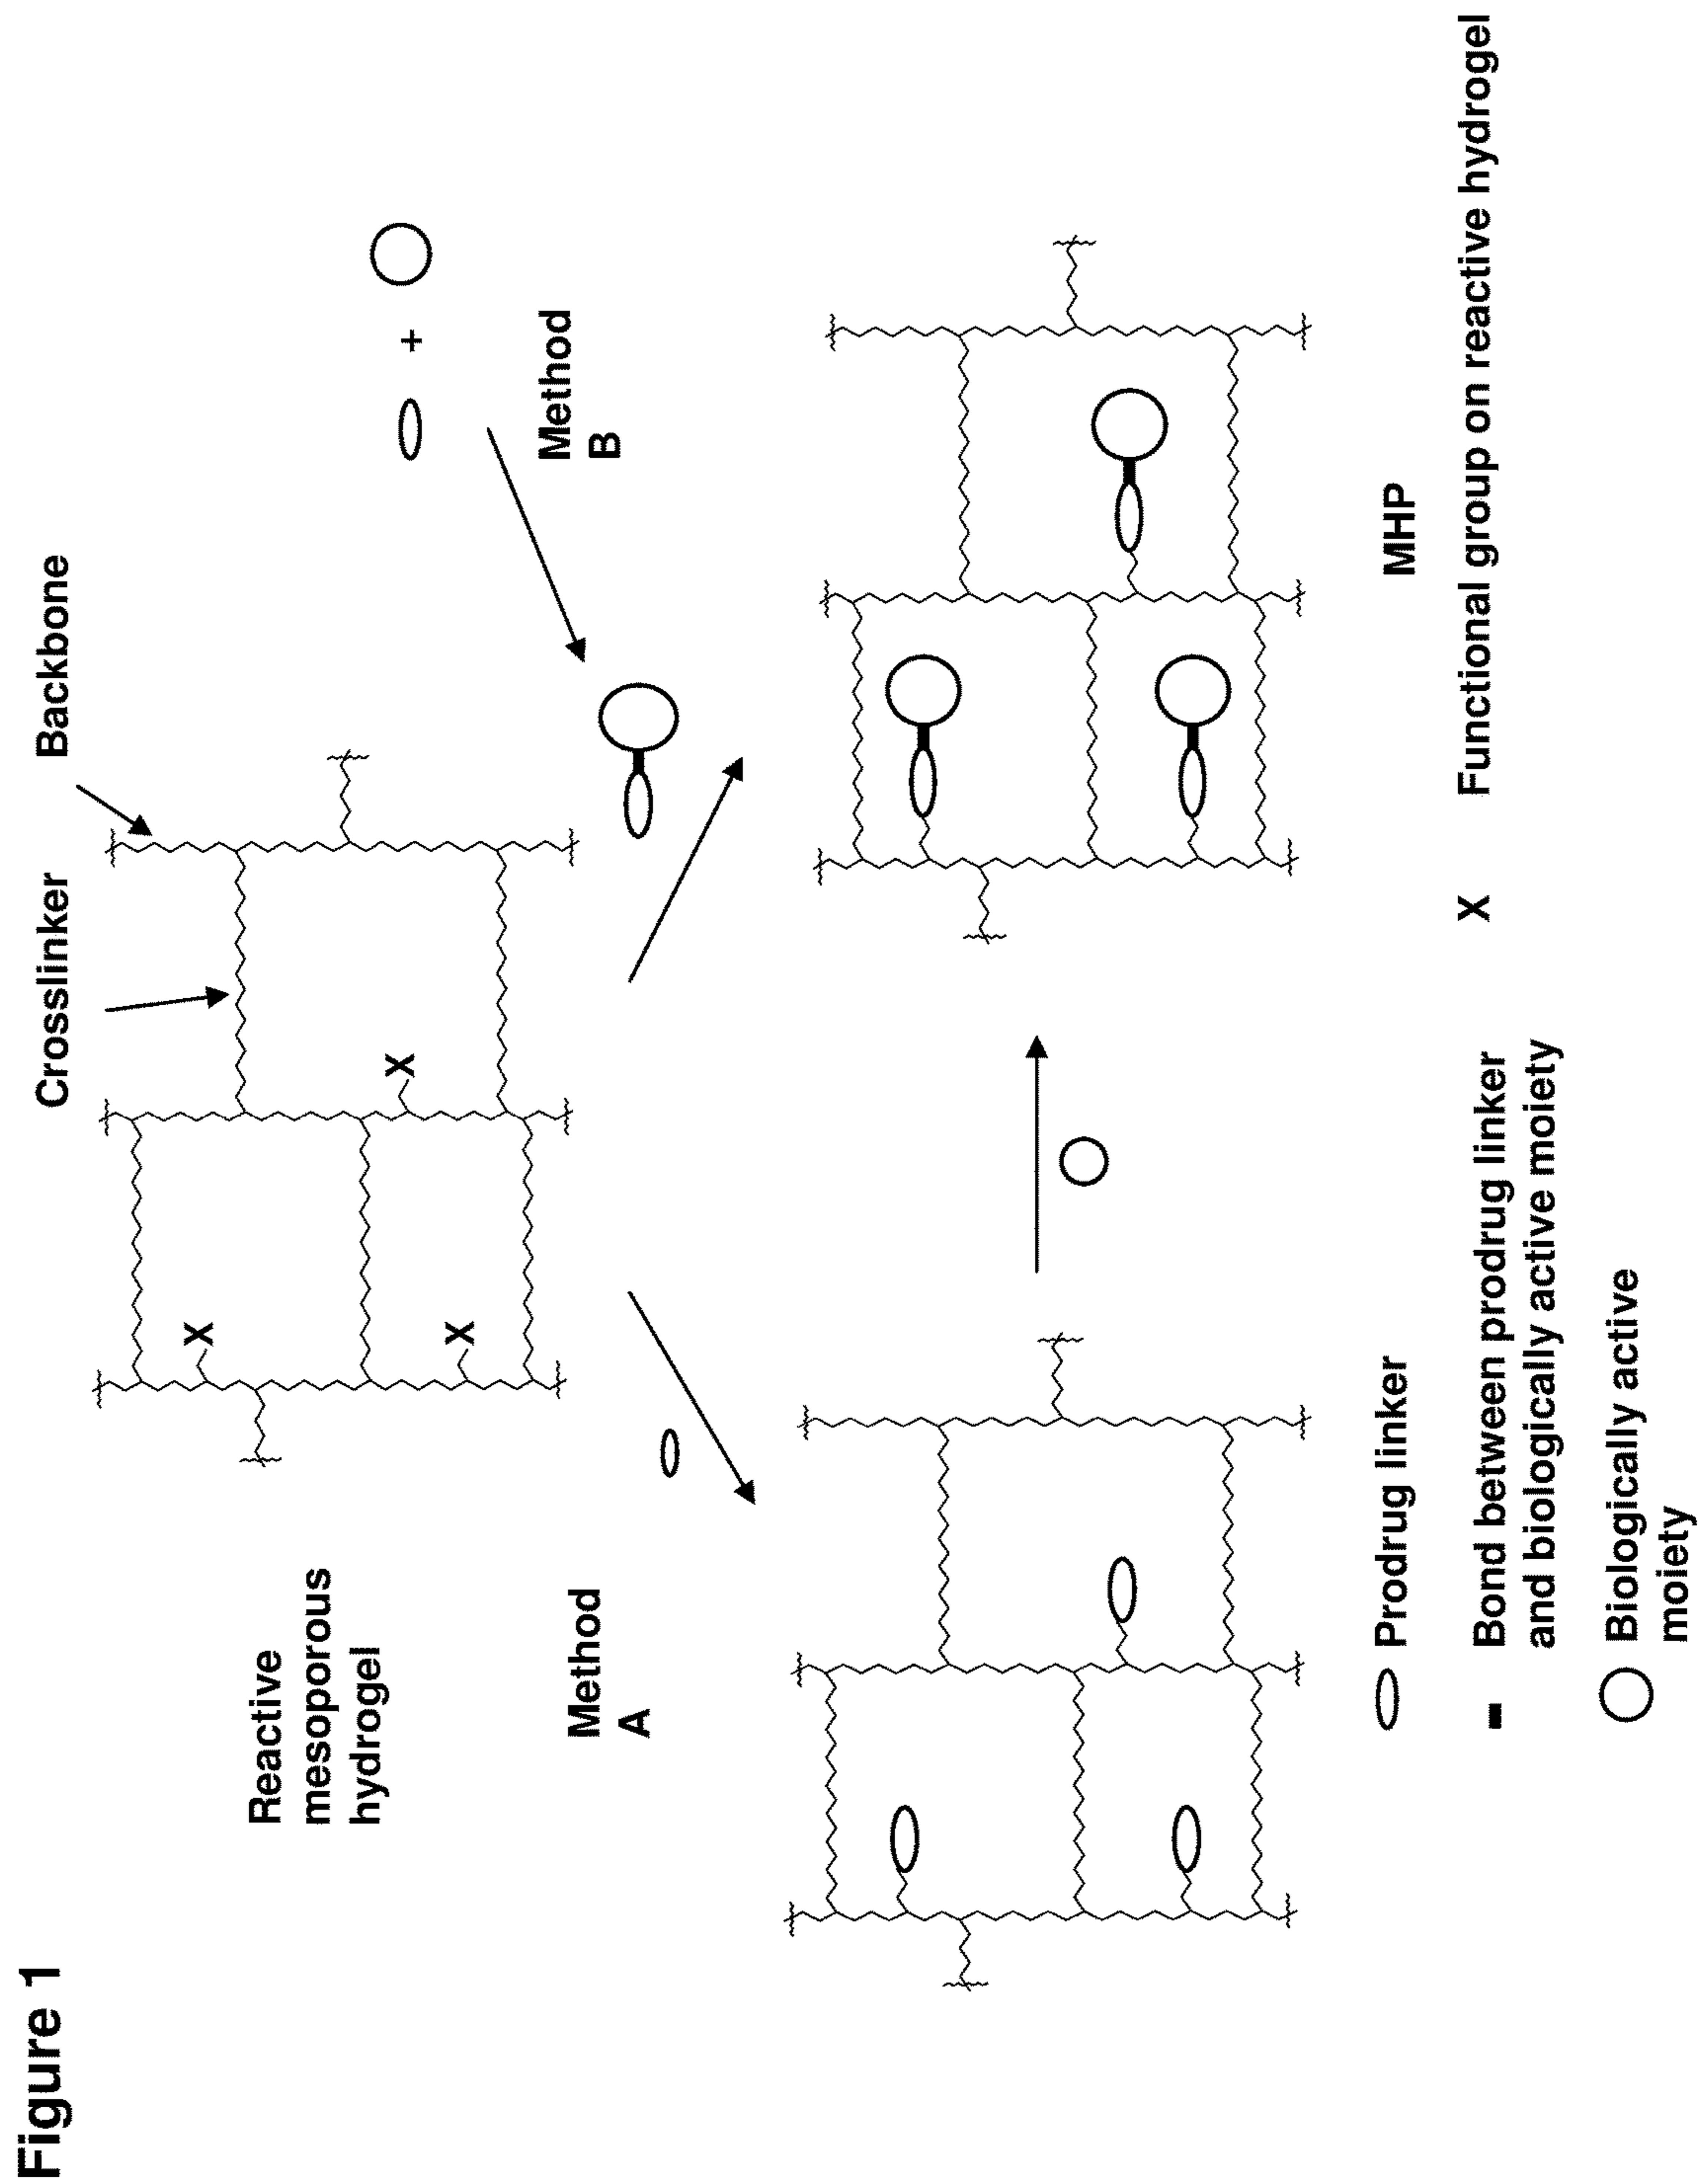 Figure 1
Crosslinker
Backbone
Reactive
mesoporous
hydrogel
X
X
X
+
Method
A
Method
B
MHP
Prodrug linker
Bond between prodrug linker
and biologically active moiety
Biologically active
moiety
X Functional group on reactive hydrogel